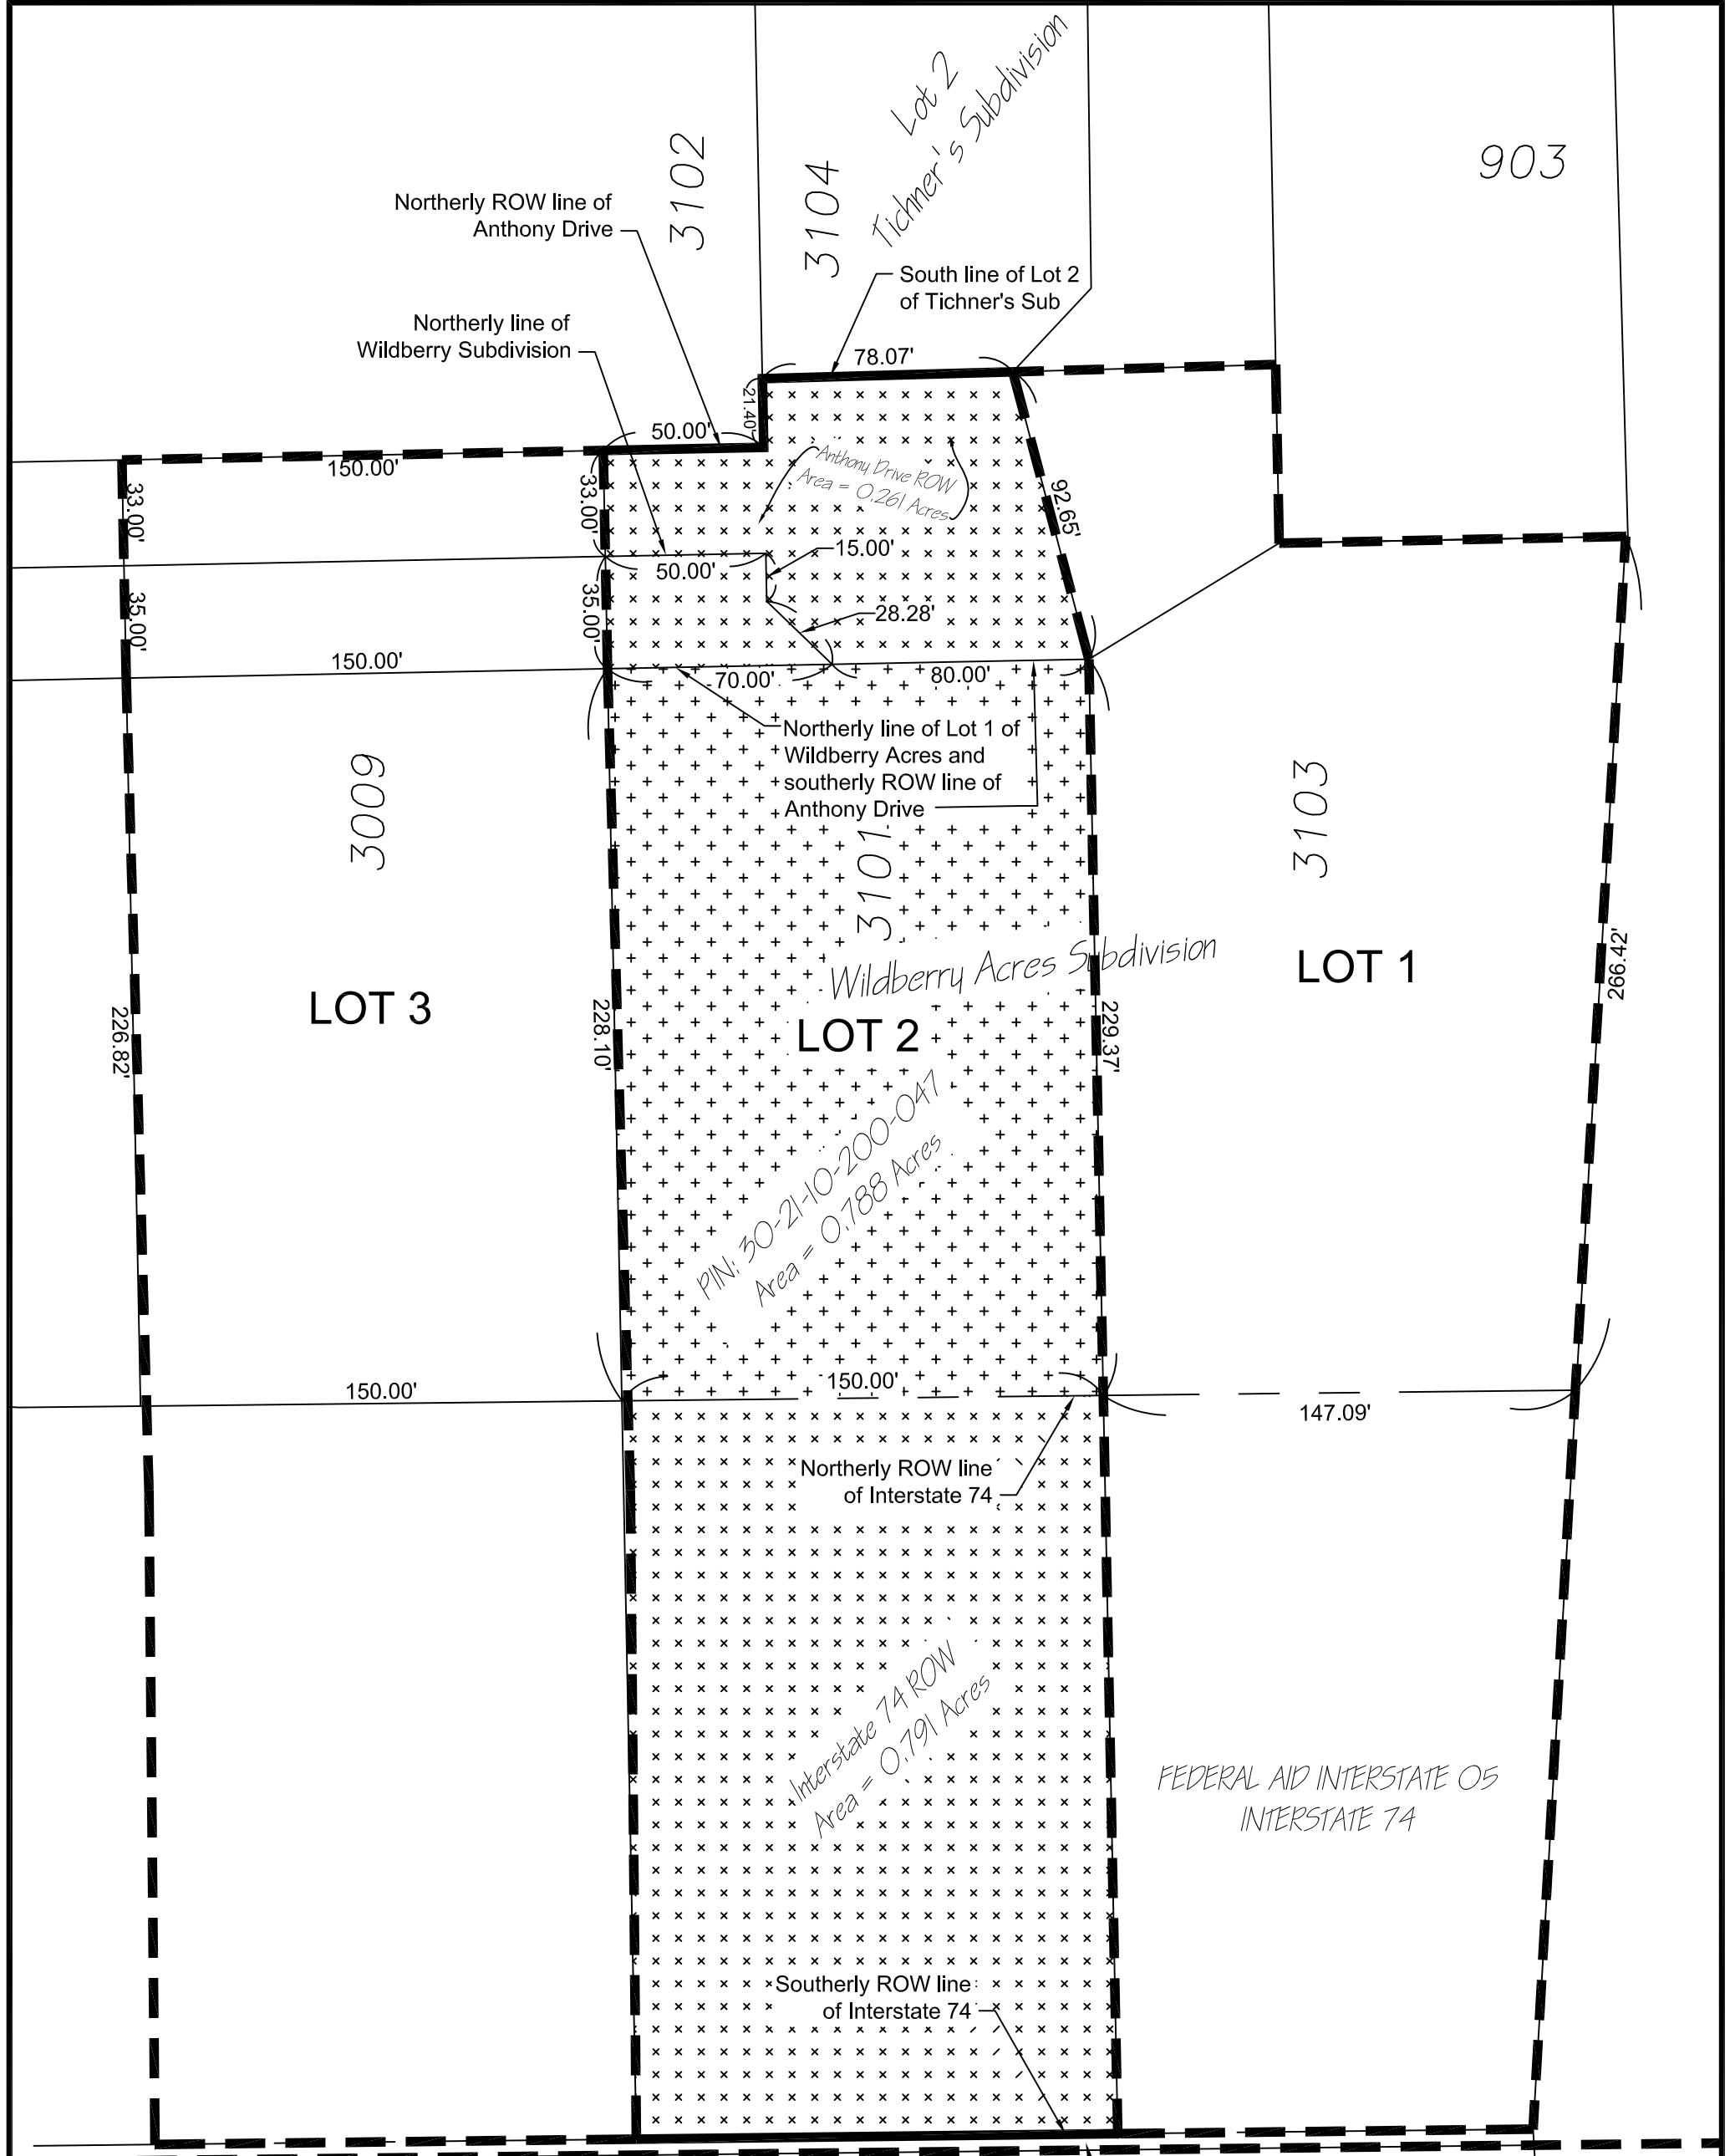 Lot 2
Tichner's Subdivision
903
3102
3104
Northerly ROW line of
Anthony Drive
South line of Lot 2
of Tichner's Sub
Northerly line of
Wildberry Subdivision
78.07'
21.40'
50.00'
150.00'
Anthony Drive ROW
Area = 0.261 Acres
33.00'
33.00'
92.65'
15.00'
50.00'
35.00'
35.00'
28.28'
150.00'
70.00'
80.00'
Northerly line of Lot 1 of
Wildberry Acres and
southerly ROW line of
Anthony Drive
3009
3101
3103
Wildberry Acres Subdivision
LOT 3
LOT 2
LOT 1
226.82'
228.10'
229.37'
266.42'
PIN: 30-21-10-200-047
Area = 0.788 Acres
150.00'
150.00'
147.09'
Northerly ROW line
of Interstate 74
Interstate 74 ROW
Area = 0.791 Acres
FEDERAL AID INTERSTATE 05
INTERSTATE 74
Southerly ROW line
of Interstate 74